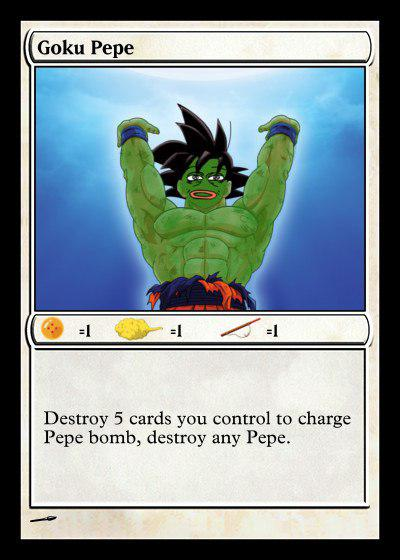 Goku Pepe
=1 =1 =1
Destroy 5 cards you control to charge
Pepe bomb, destroy any Pepe.